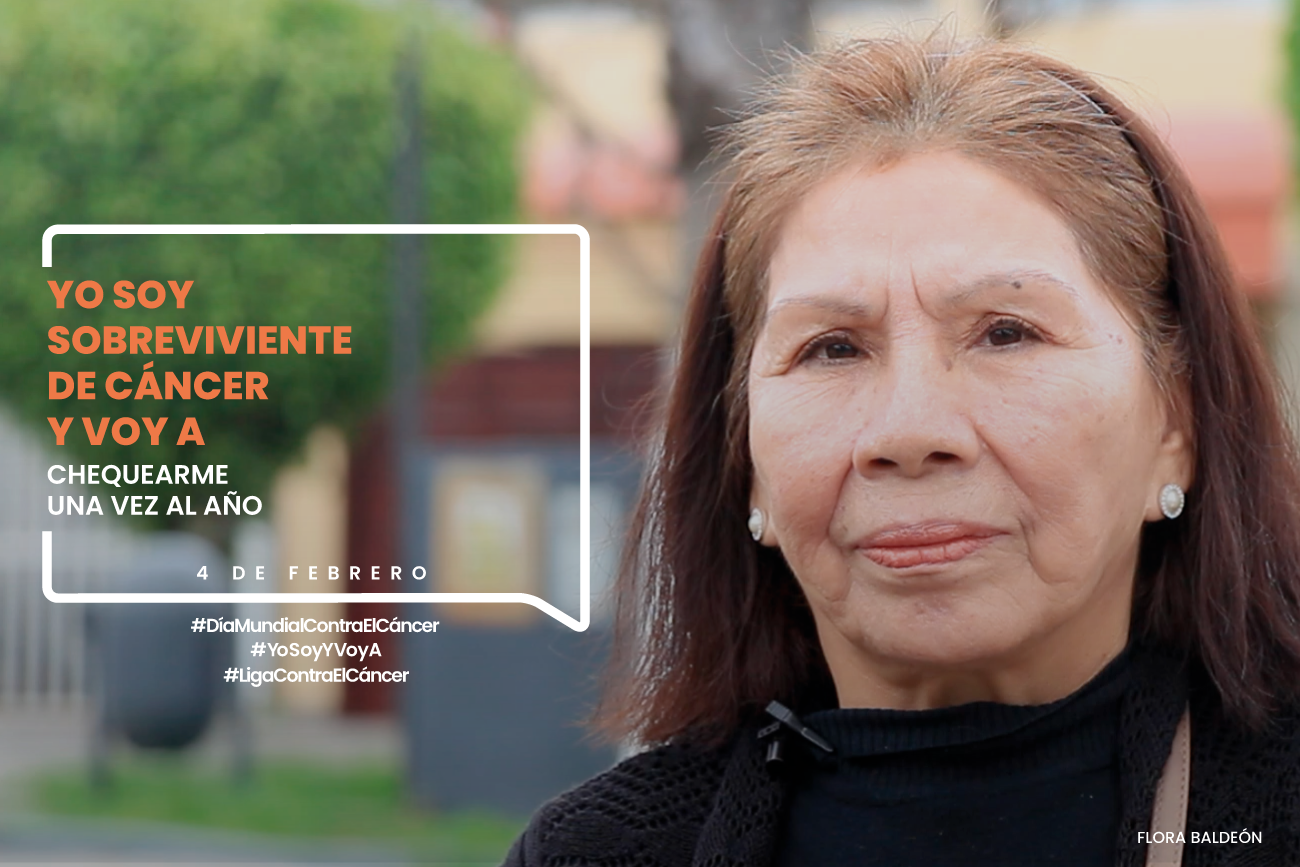 YO SOY
SOBREVIVIENTE
DE CÁNCER
Y VOY A
CHEQUEARME
UNA VEZ AL AÑO
4 DE FEBRERO
#DíaMundialContraElCáncer
#YoSoyYVoyA
#LigaContraElCáncer
FLORA BALDEÓN